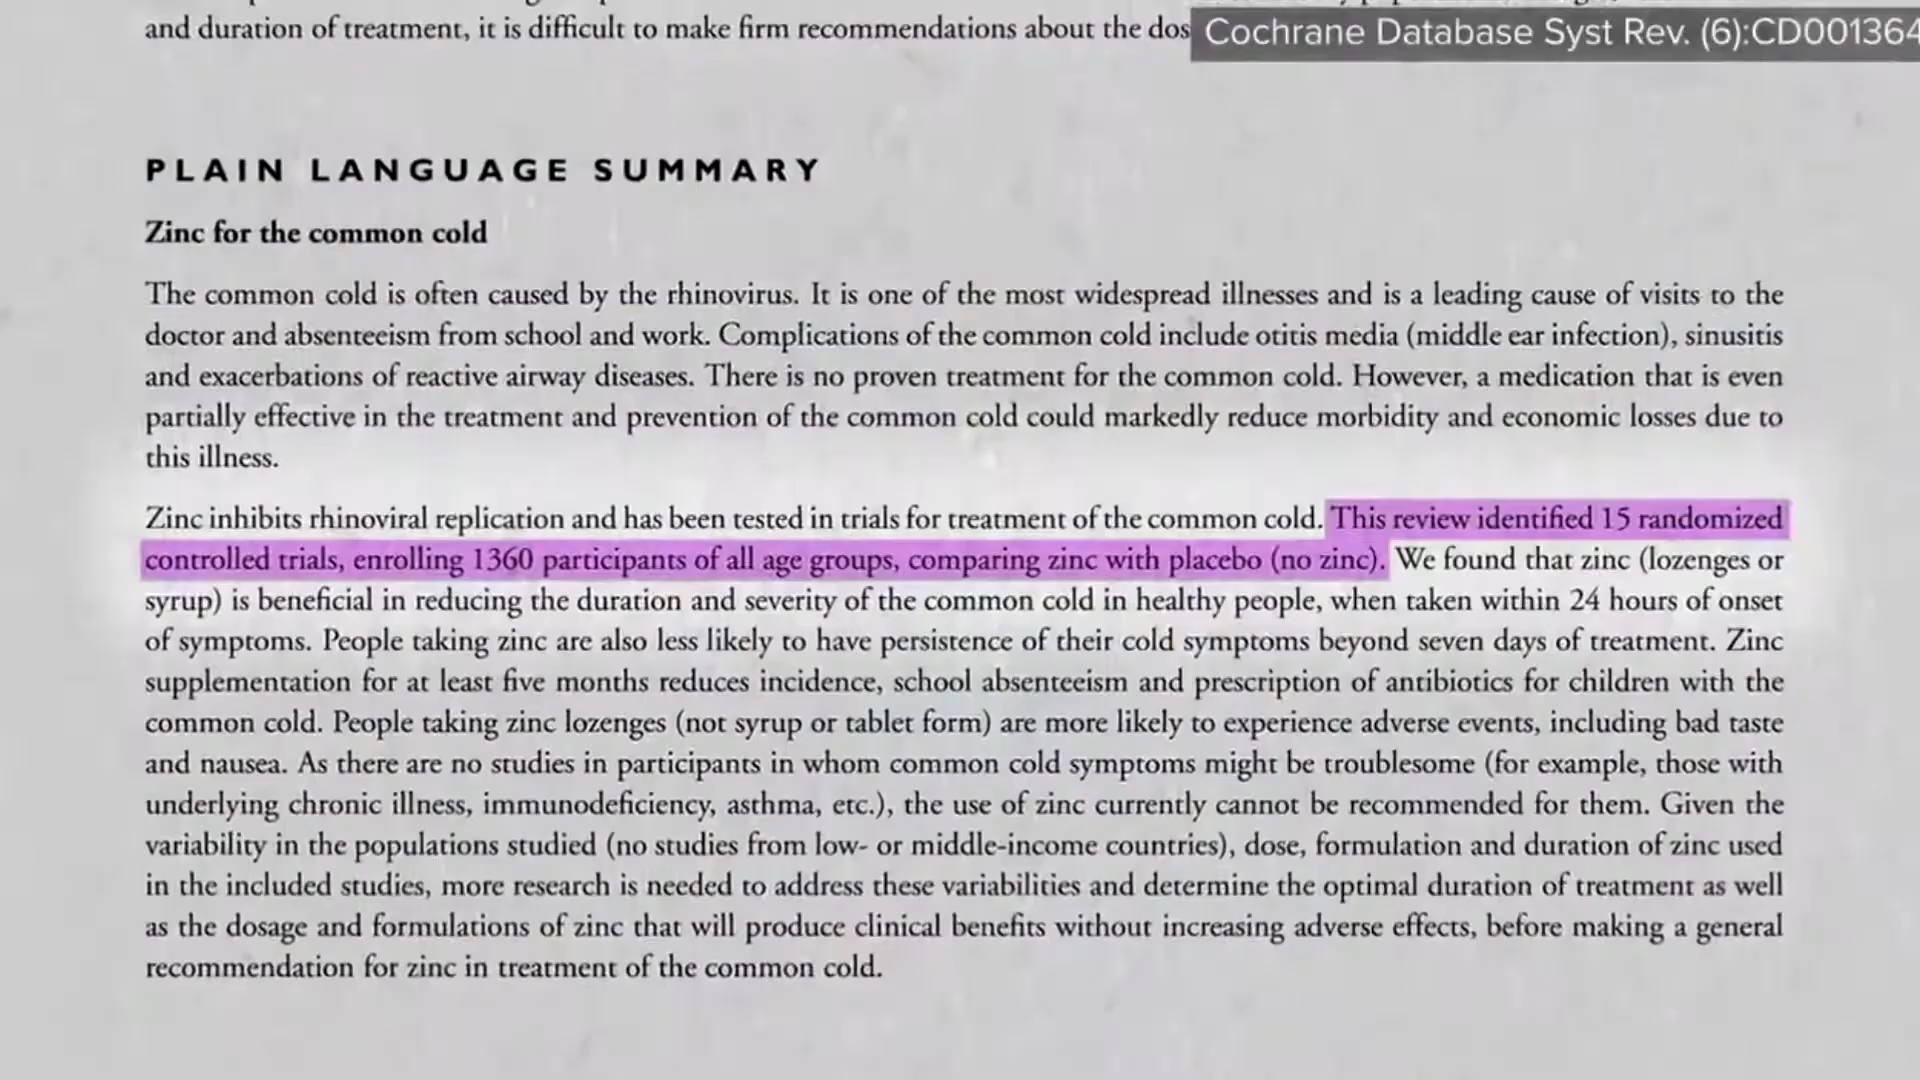 and duration of treatment, it is difficult to make firm recommendations about the
Cochrane Database Syst Rev. (6):CD001364
PLAIN LANGUAGE SUMMARY
Zinc for the common cold
The common cold is often caused by the rhinovirus. It is one of the most widespread illnesses and is a leading cause of visits to the
doctor and absenteeism from school and work. Complications of the common cold include otitis media (middle ear infection), sinusitis
and exacerbations of reactive airway diseases. There is no proven treatment for the common cold. However, a medication that is even
partially effective in the treatment and prevention of the common cold could markedly reduce morbidity and economic losses due to
this illness.
Zinc inhibits rhinoviral replication and has been tested in trials for treatment of the common cold. This review identified 15 randomized
controlled trials, enrolling 1360 participants of all age groups, comparing zinc with placebo (no zinc). We found that zinc (lozenges or
syrup) is beneficial in reducing the duration and severity of the common cold in healthy people, when taken within 24 hours of onset
of symptoms. People taking zinc are also less likely to have persistence of their cold symptoms beyond seven days of treatment. Zinc
supplementation for at least five months reduces incidence, school absenteeism and prescription of antibiotics for children with the
common cold. People taking zinc lozenges (not syrup or tablet form) are more likely to experience adverse events, including bad taste
and nausea. As there are no studies in participants in whom common cold symptoms might be troublesome (for example, those with
underlying chronic illness, immunodeficiency, asthma, etc.), the use of zinc currently cannot be recommended for them. Given the
variability in the populations studied (no studies from low- or middle-income countries), dose, formulation and duration of zinc used
in the included studies, more research is needed to address these variabilities and determine the optimal duration of treatment as well
as the dosage and formulations of zinc that will produce clinical benefits without increasing adverse effects, before making a general
recommendation for zinc in treatment of the common cold.